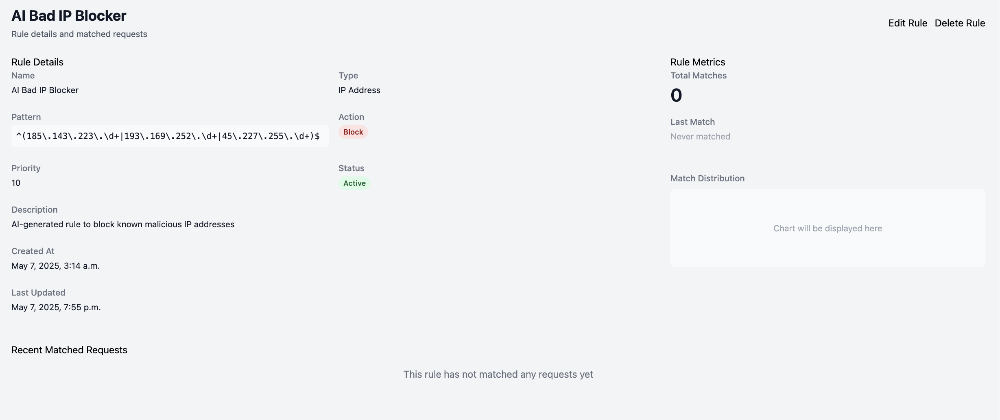 AI Bad IP Blocker
Rule details and matched requests
Edit Rule
Delete Rule
Rule Details
Name
AI Bad IP Blocker
Type
IP Address
Pattern
^(185\.143\.223\.\d+|193\.169\.252\.\d+|45\.227\.255\.\d+)$
Action
Block
Priority
10
Status
Active
Description
AI-generated rule to block known malicious IP addresses
Created At
May 7, 2025, 3:14 a.m.
Last Updated
May 7, 2025, 7:55 p.m.
Rule Metrics
Total Matches
0
Last Match
Never matched
Match Distribution
Chart will be displayed here
Recent Matched Requests
This rule has not matched any requests yet